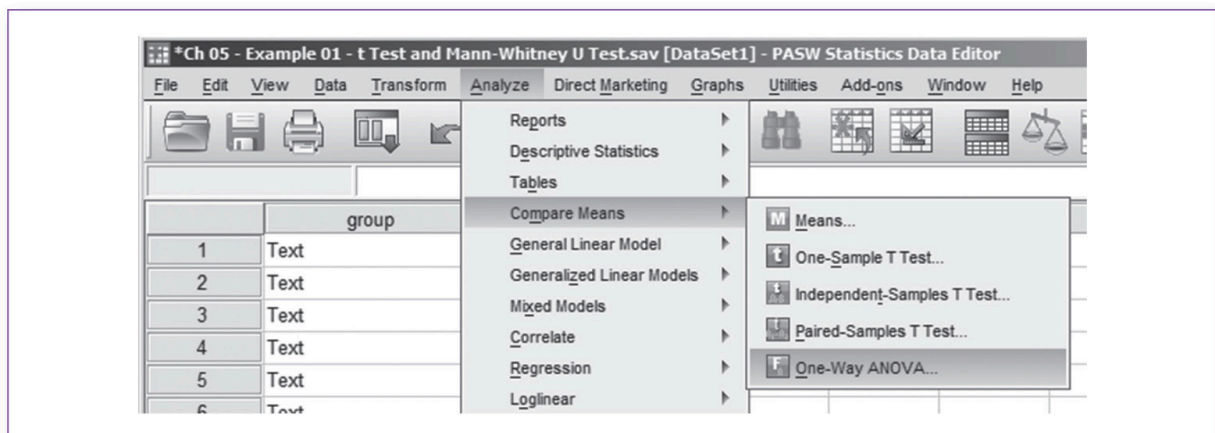 *Ch 05 - Example 01 - t Test and Mann-Whitney U Test.sav [DataSet1] - PASW Statistics Data Editor
File Edit View Data Transform Analyze Direct Marketing Graphs Utilities Add-ons Window Help
Reports
Descriptive Statistics
Tables
Compare Means
General Linear Model
Generalized Linear Models
Mixed Models
Correlate
Regression
Loglinear
M Means...
t One-Sample T Test...
Independent-Samples T Test...
Paired-Samples T Test...
One-Way ANOVA...
group
1 Text
2 Text
3 Text
4 Text
5 Text
6 Text